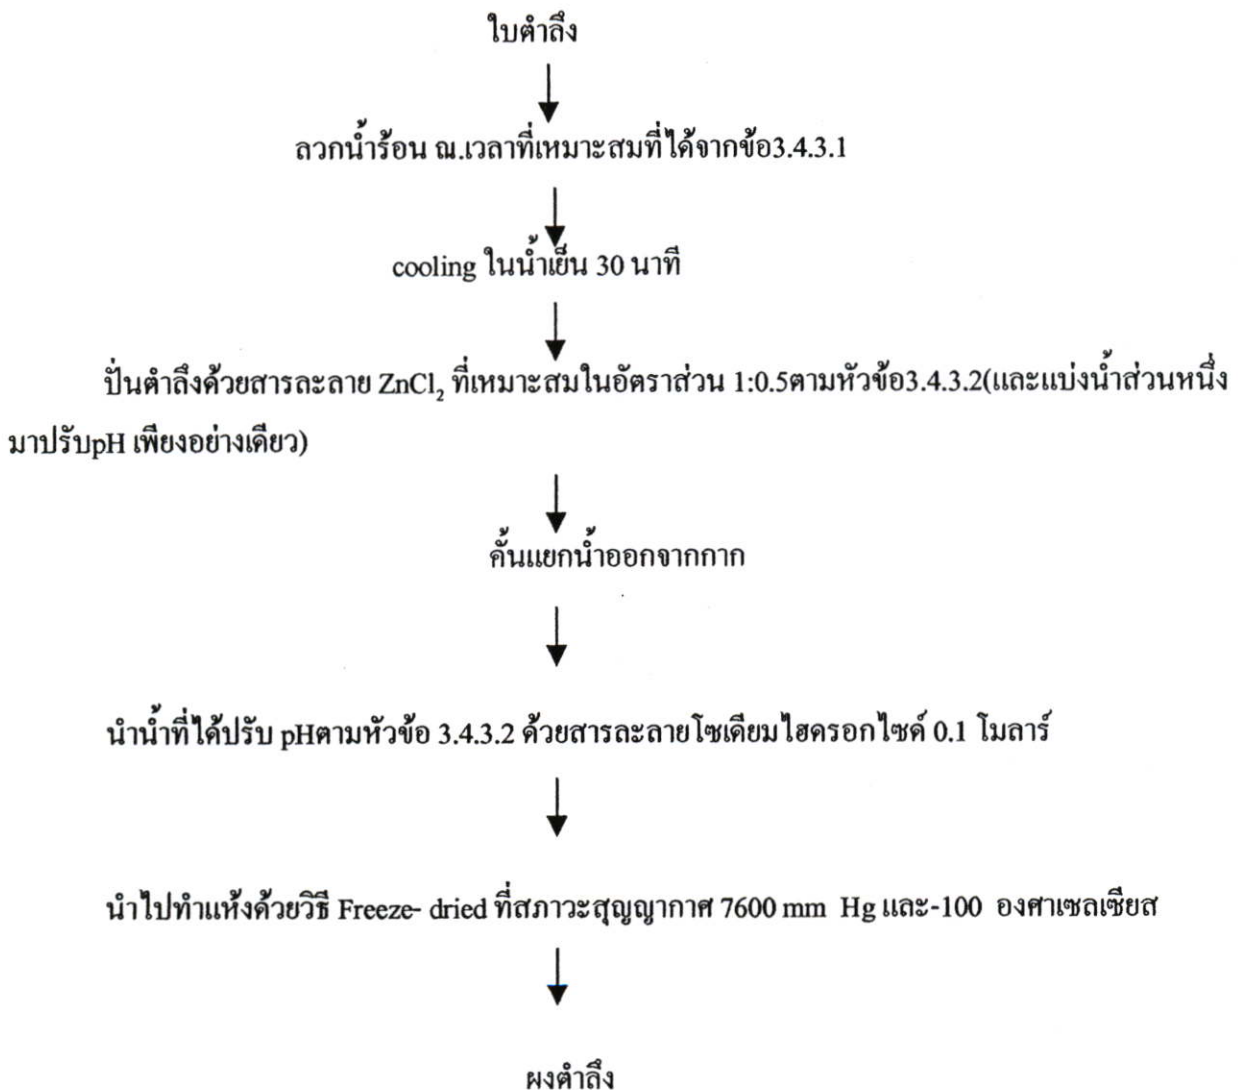 ใบตำลึง
ลวกน้ำร้อน ณ.เวลาที่เหมาะสมที่ได้จากข้อ3.4.3.1
cooling ในน้ำเย็น 30 นาที
ปั่นตำลึงด้วยสารละลาย ZnCl₂ ที่เหมาะสมในอัตราส่วน 1:0.5ตามหัวข้อ3.4.3.2(และแบ่งน้ำส่วนหนึ่ง
มาปรับpH เพียงอย่างเดียว)
คั้นแยกน้ำออกจากกาก
นำน้ำที่ได้ปรับ pHตามหัวข้อ 3.4.3.2 ด้วยสารละลายโซเดียมไฮดรอกไซด์ 0.1 โมลาร์
นำไปทำแห้งด้วยวิธี Freeze- dried ที่สภาวะสุญญากาศ 7600 mm Hg และ-100 องศาเซลเซียส
ผงตำลึง